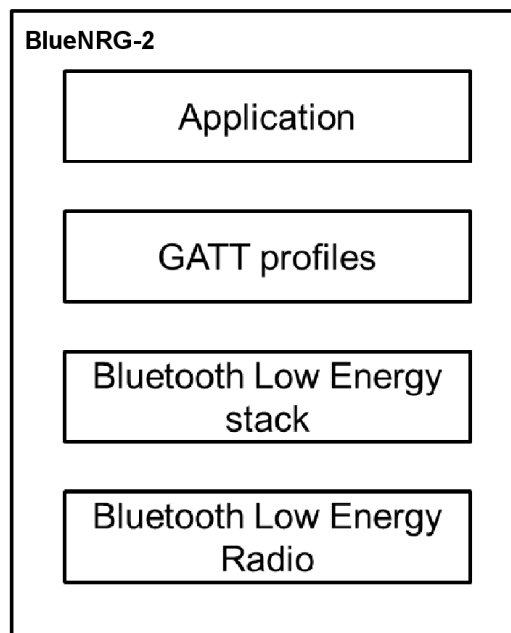 BlueNRG-2
Application
GATT profiles
Bluetooth Low Energy
stack
Bluetooth Low Energy
Radio